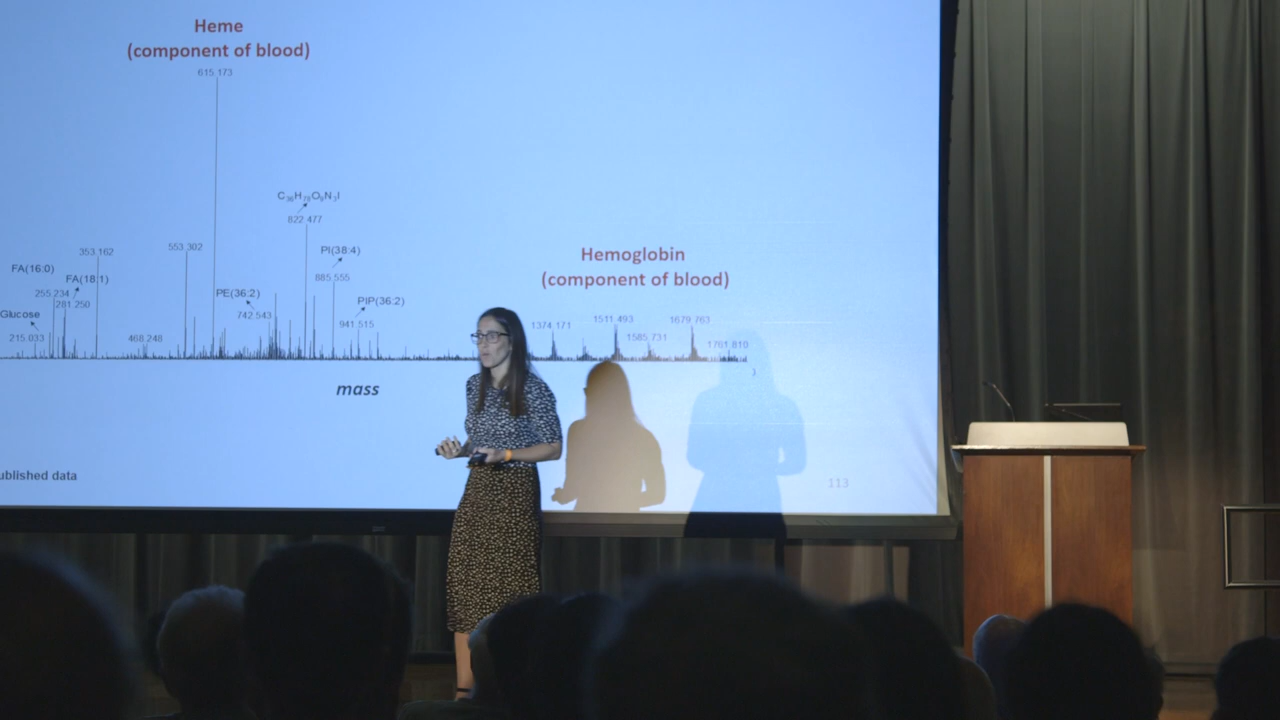 Heme
(component of blood)
615.173
C₃₆H₇₉O₉N₃I
822.477
353.162
553.302
PI(38:4)
885.555
FA(16:0)
FA(18:1)
255.234
281.250
PE(36:2)
742.543
PIP(36:2)
941.515
Glucose
215.033
468.248
Hemoglobin
(component of blood)
1374.171
1511.493
1585.731
1679.763
1761.810
mass
ublished data
113